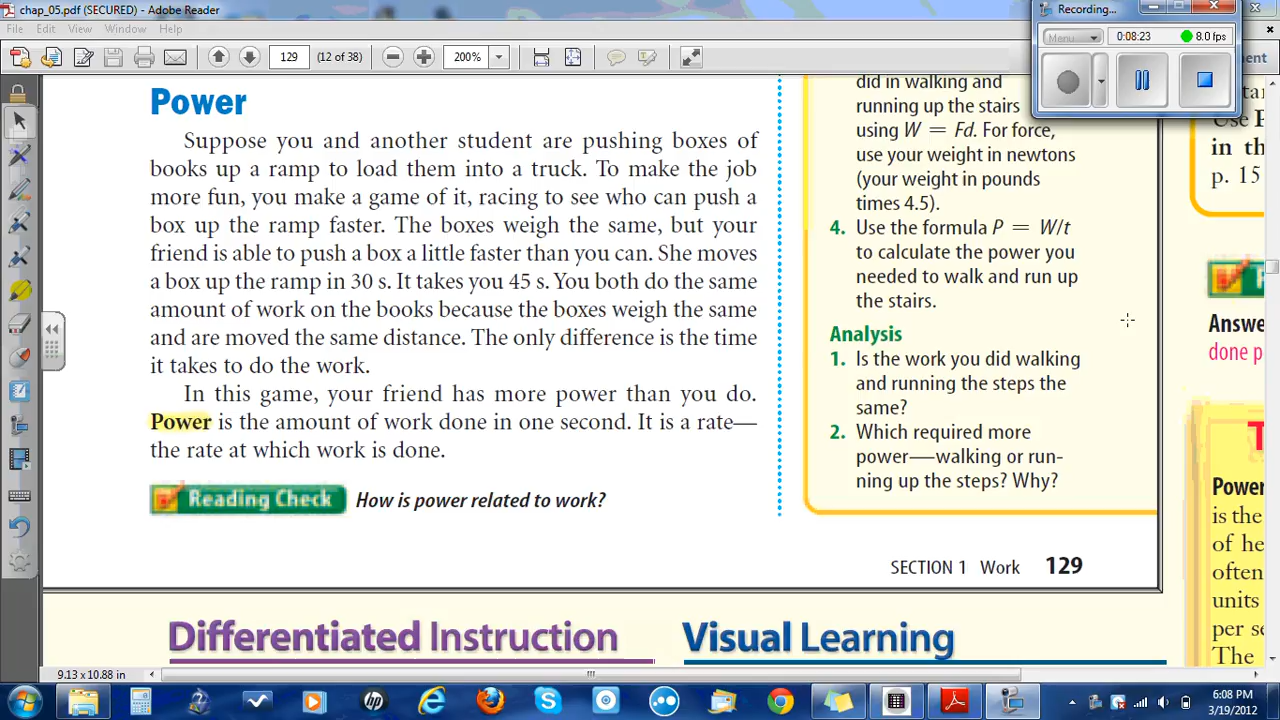 chap_05.pdf (SECURED) - Adobe Reader
File Edit View Window Help
129 (12 of 38) 200%
Recording...
Menu 0:08:23 8.0 fps
Power
Suppose you and another student are pushing boxes of
books up a ramp to load them into a truck. To make the job
more fun, you make a game of it, racing to see who can push a
box up the ramp faster. The boxes weigh the same, but your
friend is able to push a box a little faster than you can. She moves
a box up the ramp in 30 s. It takes you 45 s. You both do the same
amount of work on the books because the boxes weigh the same
and are moved the same distance. The only difference is the time
it takes to do the work.
In this game, your friend has more power than you do.
Power is the amount of work done in one second. It is a rate—
the rate at which work is done.
Reading Check How is power related to work?
did in walking and
running up the stairs
using W = Fd. For force,
use your weight in newtons
(your weight in pounds
times 4.5).
4. Use the formula P = W/t
to calculate the power you
needed to walk and run up
the stairs.
Analysis
1. Is the work you did walking
and running the steps the
same?
2. Which required more
power—walking or run-
ning up the steps? Why?
SECTION 1 Work 129
in th
p. 15
Answe
done p
Power
is the
of he
often
units
per se
The
Differentiated Instruction
Visual Learning
9.13 x 10.88 in
6:08 PM
3/19/2012